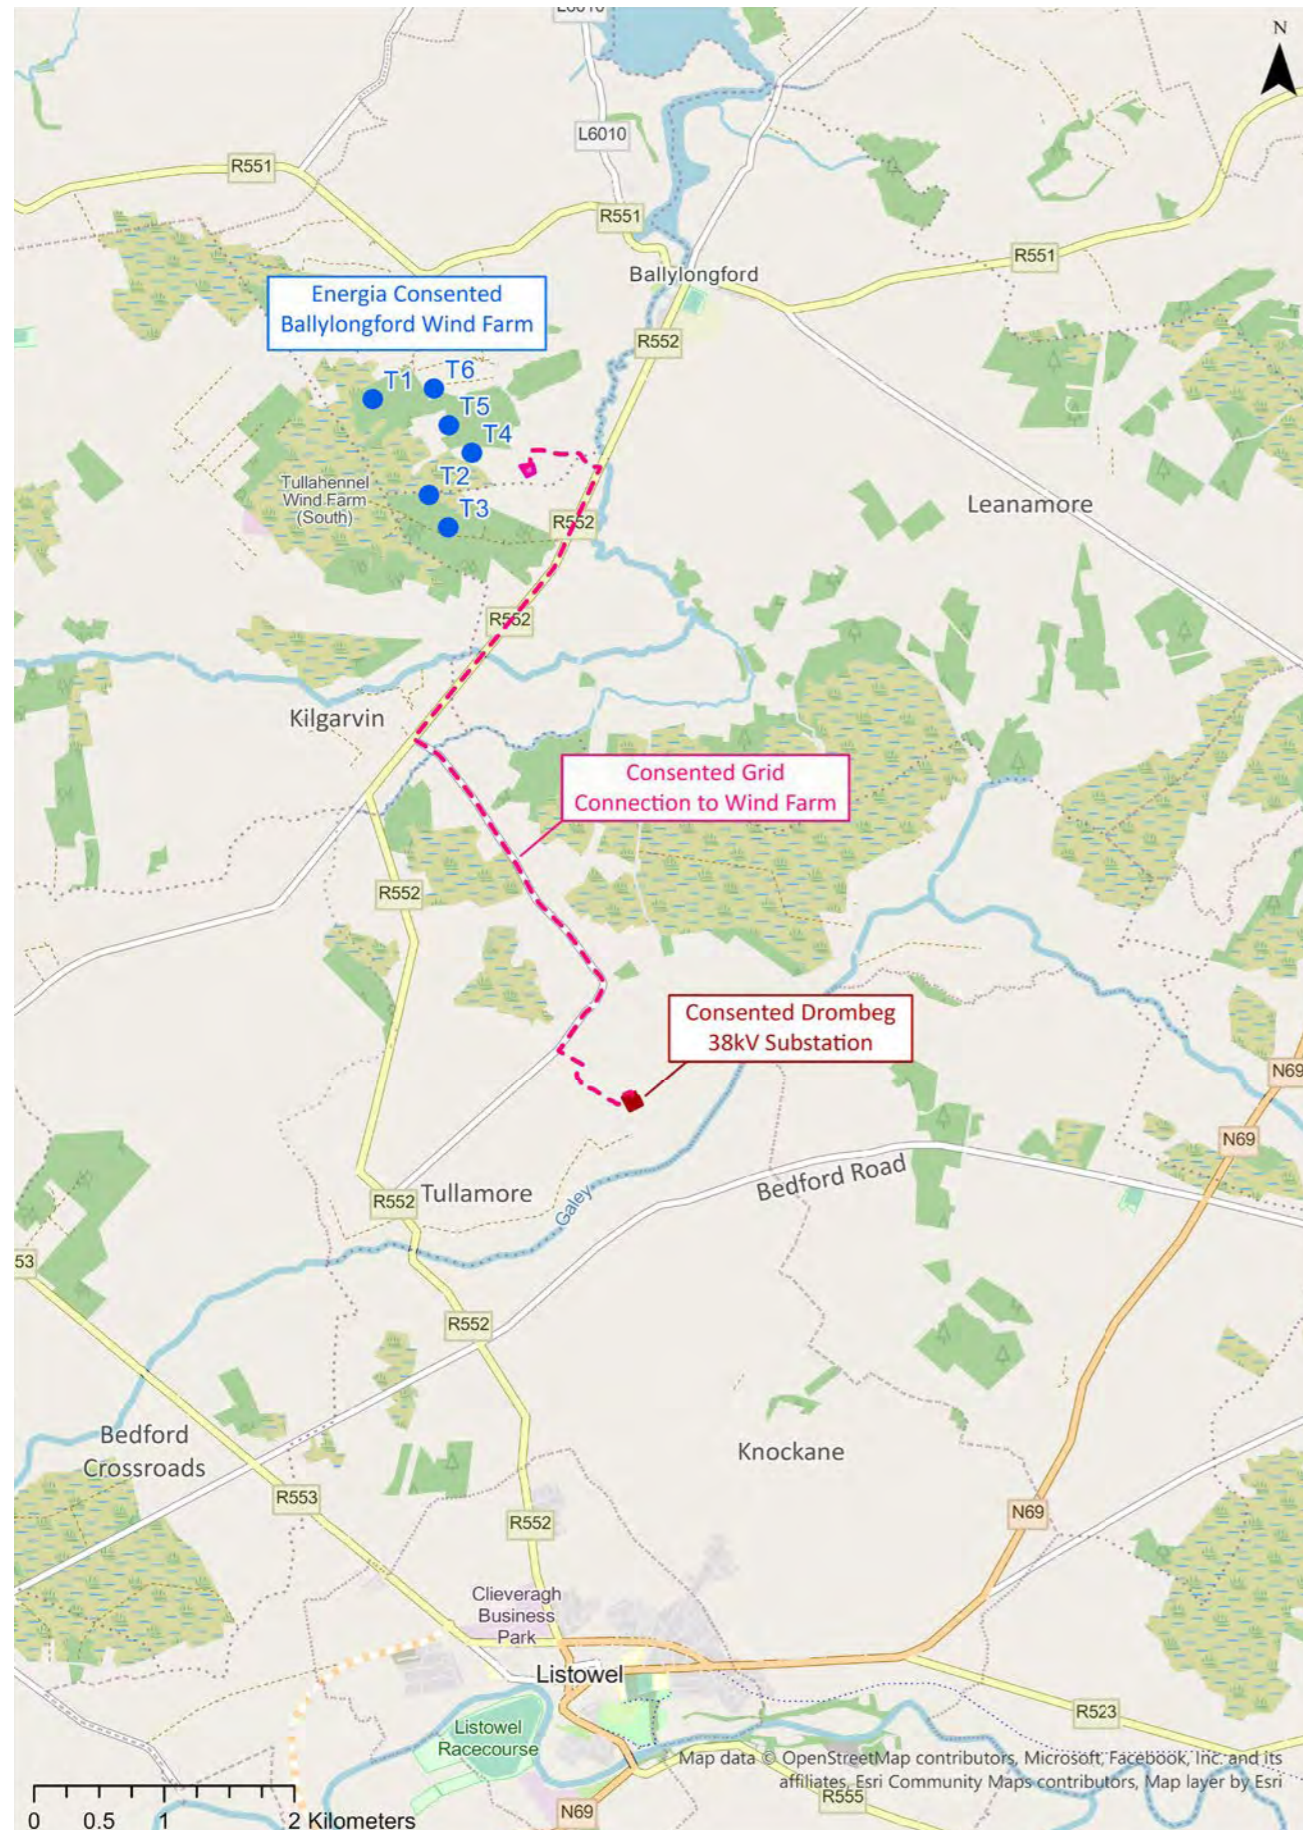 L6010
N
L6010
R551
R551
R551
Ballylongford
Energia Consented
Ballylongford Wind Farm
R552
T6
T1
T5
T4
T2
Tullahennel
Wind Farm
(South)
T3
Leanamore
R552
R552
Kilgarvin
Consented Grid
Connection to Wind Farm
R552
Consented Drombeg
38kV Substation
N69
N69
Bedford Road
Tullamore
R552
Galey
53
R552
Bedford
Crossroads
Knockane
R553
N69
R552
Clieveragh
Business
Park
Listowel
R523
Listowel
Racecourse
Map data © OpenStreetMap contributors, Microsoft, Facebook, Inc. and its
affiliates, Esri Community Maps contributors, Map layer by Esri
R555
N69
0 0.5 1 2 Kilometers